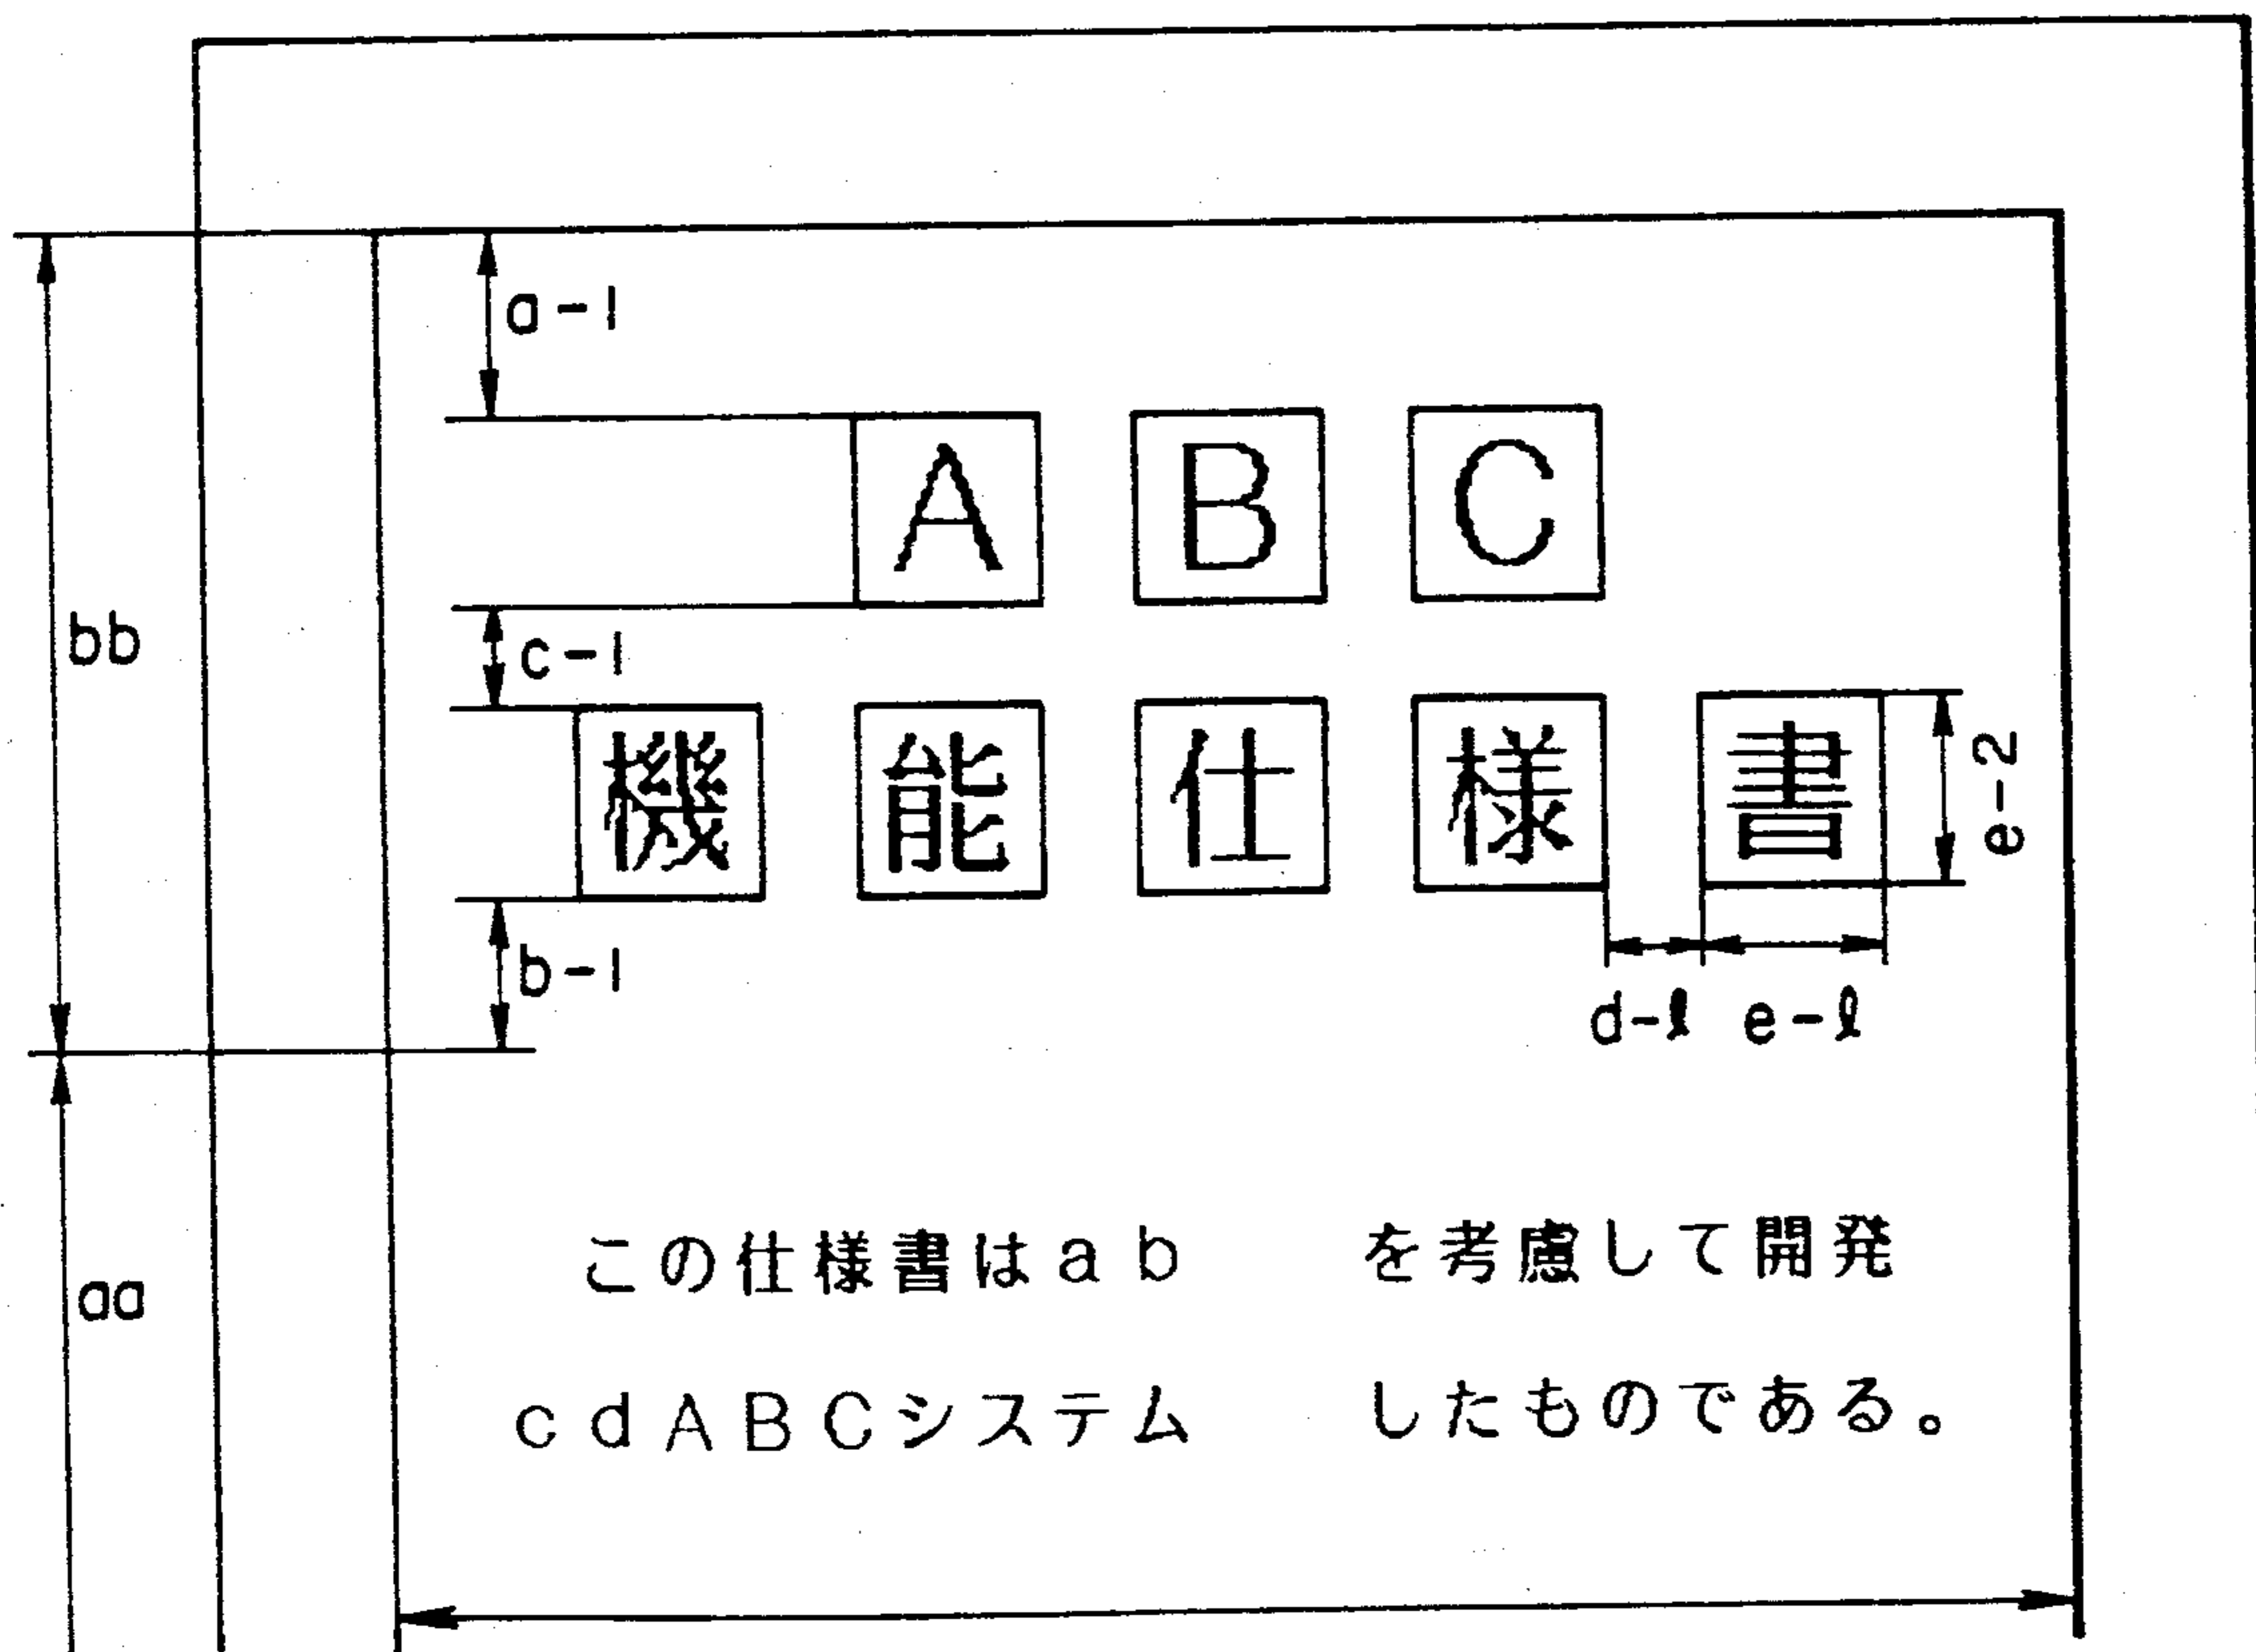 a-1
A B C
bb
c-1
機 能 仕 様 書
e-2
b-1
d-ℓ e-ℓ
この仕様書はab を考慮して開発
aa
cdABCシステム したものである。